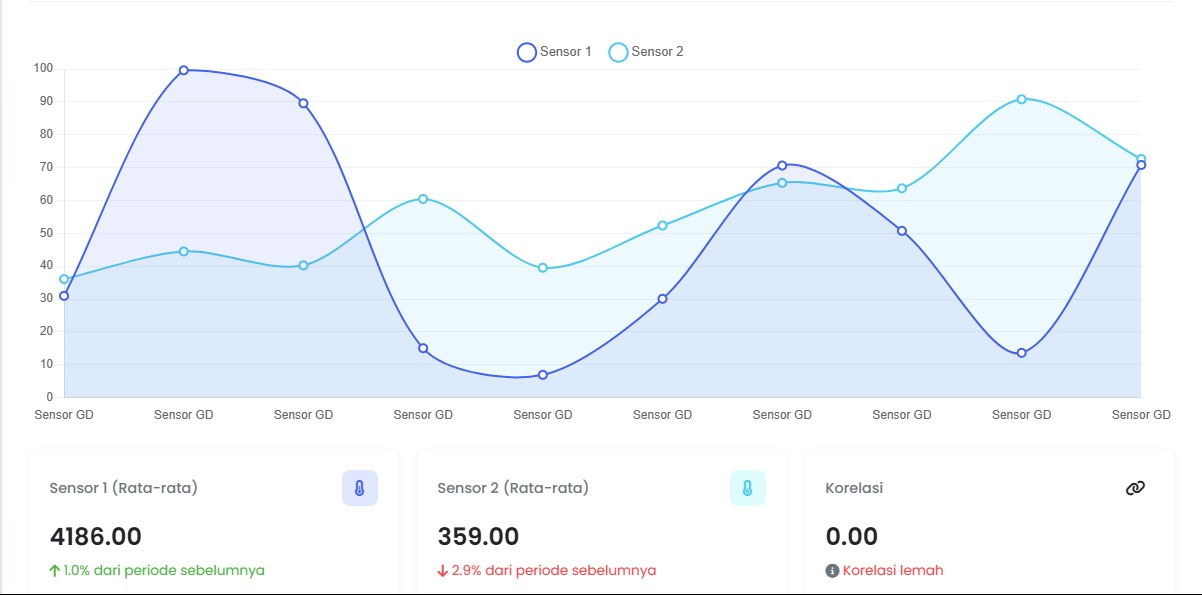 Sensor 1 Sensor 2
100
90
80
70
60
50
40
30
20
10
0
Sensor GD Sensor GD Sensor GD Sensor GD Sensor GD Sensor GD Sensor GD Sensor GD Sensor GD Sensor GD
Sensor 1 (Rata-rata)
4186.00
1.0% dari periode sebelumnya
Sensor 2 (Rata-rata)
359.00
2.9% dari periode sebelumnya
Korelasi
0.00
Korelasi lemah